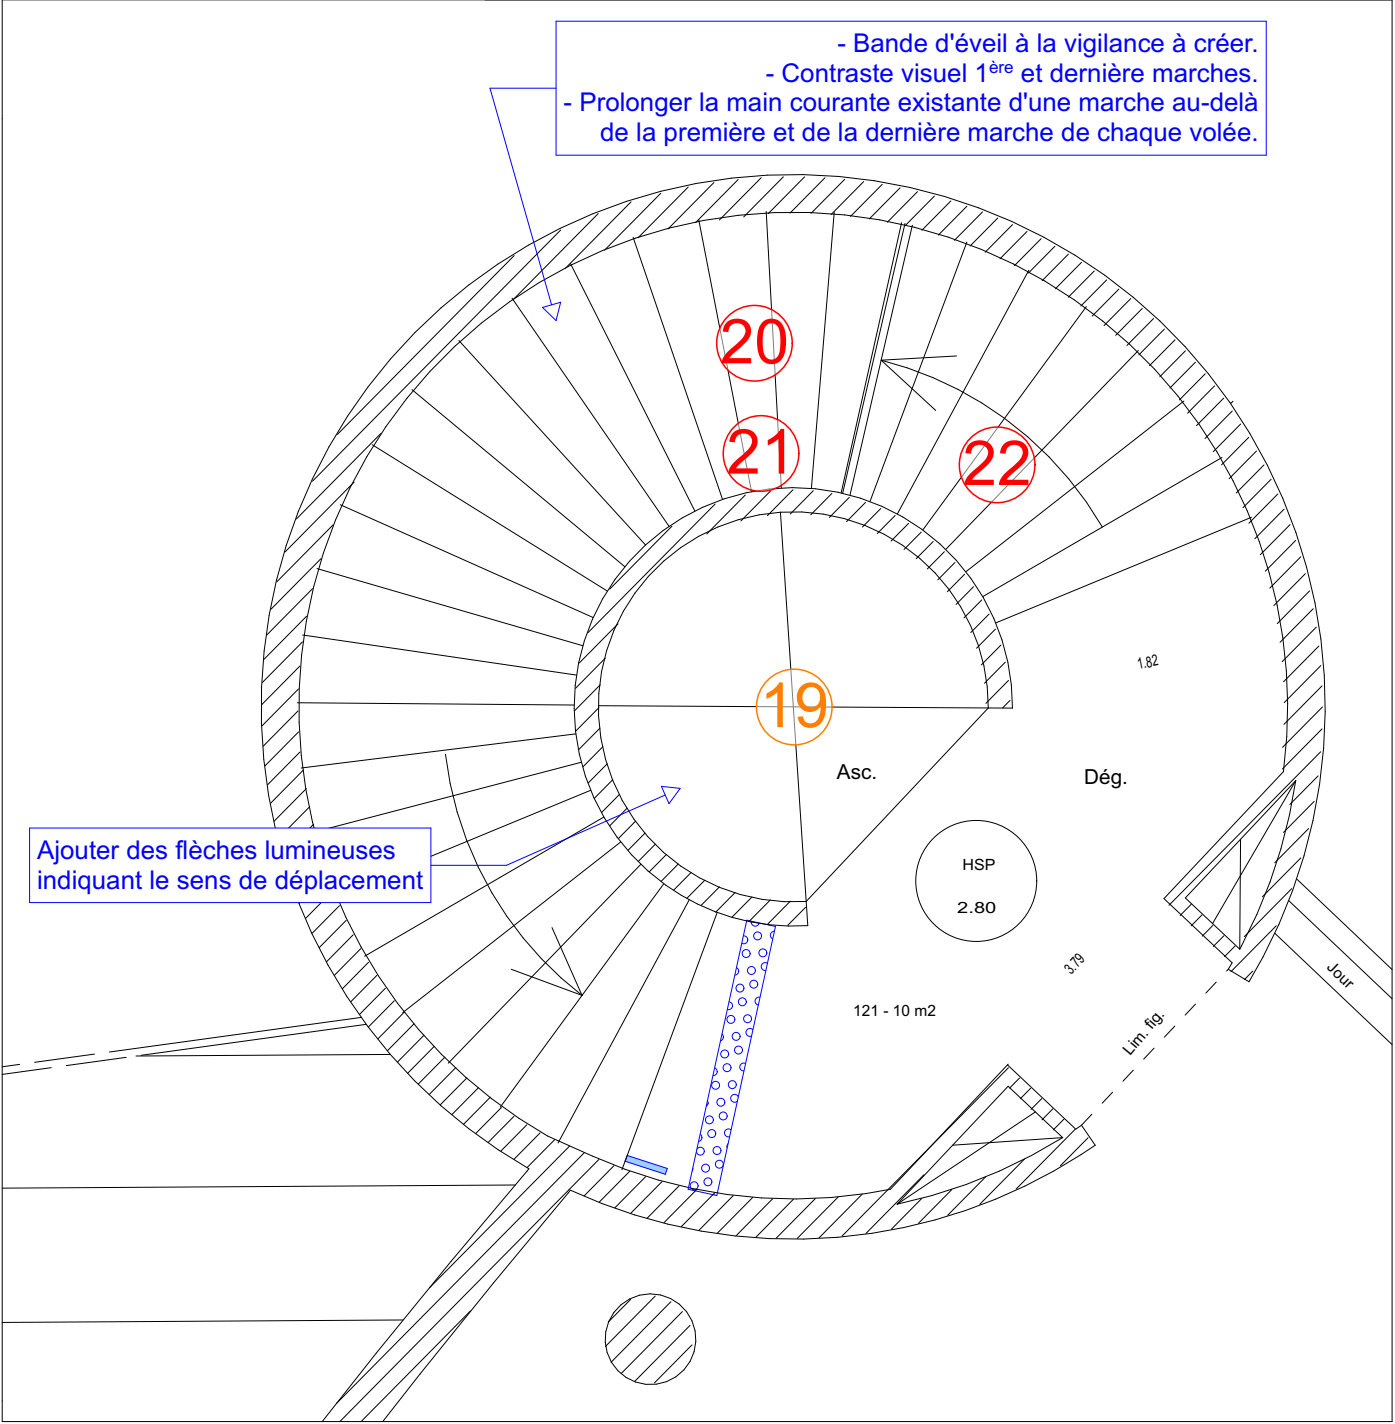 - Bande d'éveil à la vigilance à créer.
- Contraste visuel 1ère et dernière marches.
- Prolonger la main courante existante d'une marche au-delà
de la première et de la dernière marche de chaque volée.
20
21
22
1.82
19
Asc.
Dég.
Ajouter des flèches lumineuses
indiquant le sens de déplacement
HSP
2.80
3.79
Jour
121 - 10 m2
Lim. fig.